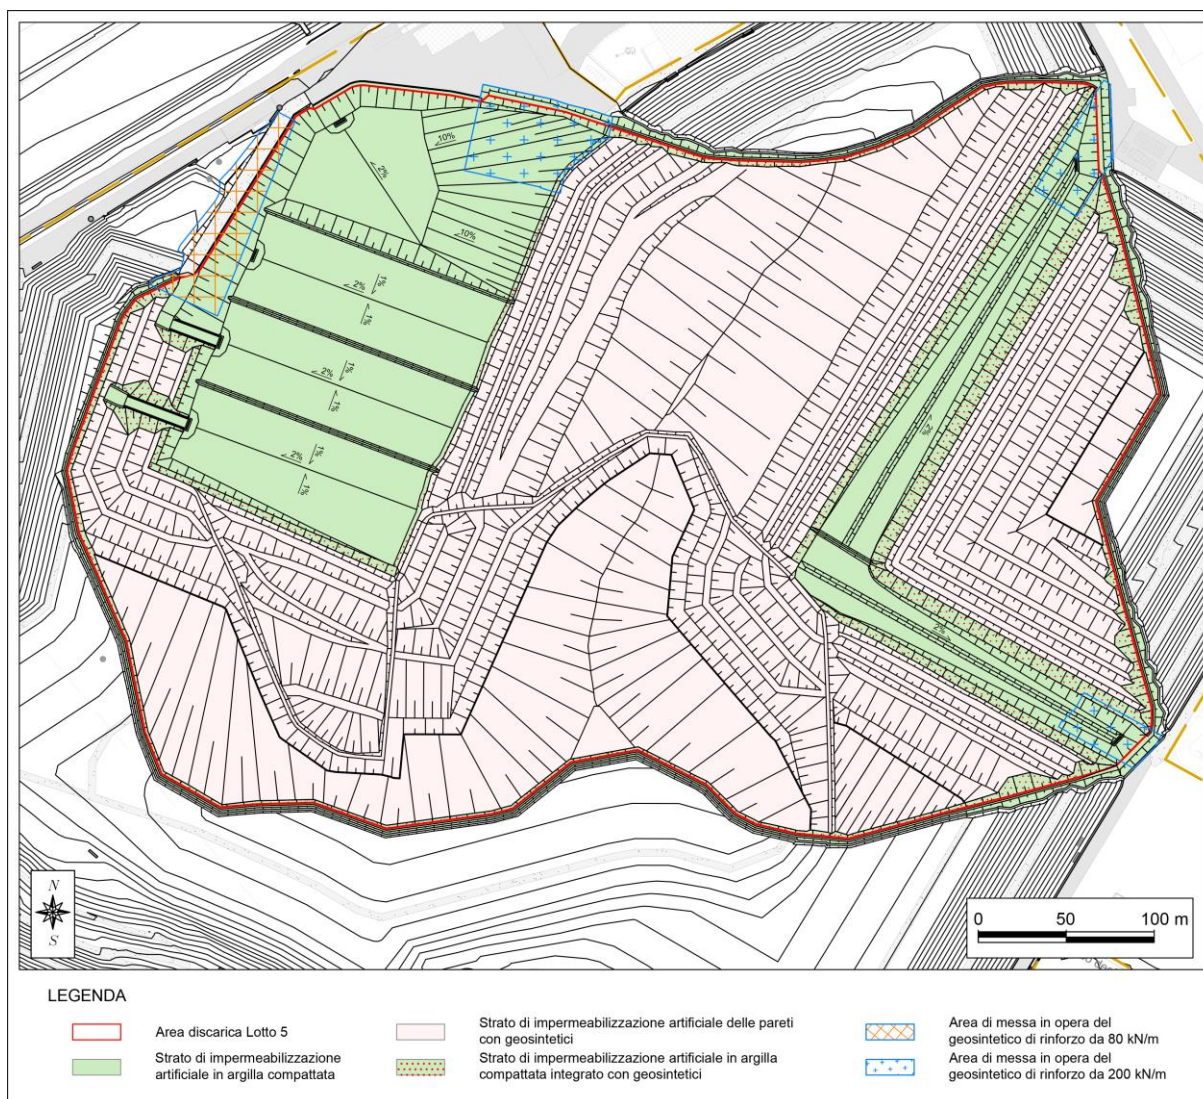 10%
2%
10%
2%
1%
1%
2%
1%
1%
2%
1%
1%
2%
2%
N
S
0 50 100 m
LEGENDA
Area discarica Lotto 5
Strato di impermeabilizzazione
artificiale in argilla compattata
Strato di impermeabilizzazione artificiale delle pareti
con geosintetici
Strato di impermeabilizzazione artificiale in argilla
compattata integrato con geosintetici
Area di messa in opera del
geosintetico di rinforzo da 80 kN/m
Area di messa in opera del
geosintetico di rinforzo da 200 kN/m